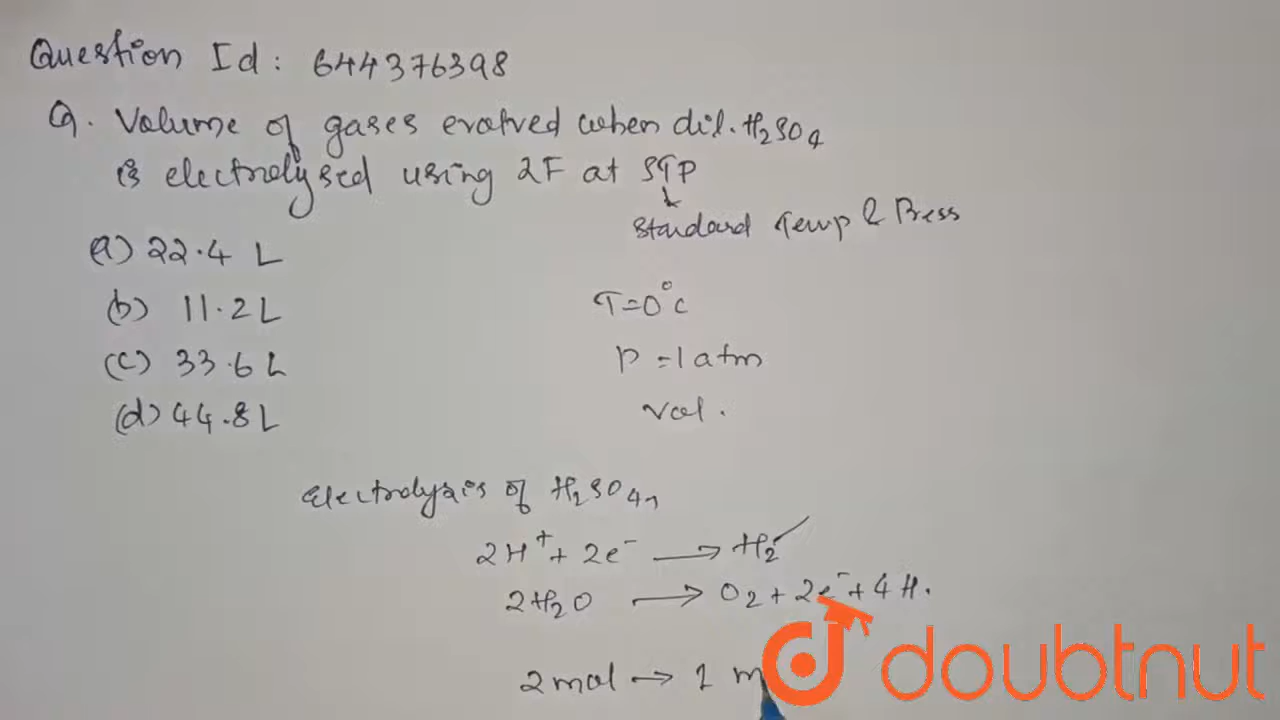 Question Id : 644376398
Q. Volume of gases evolved when dil. H2SO4
is electrolysed using 2F at STP
Standard Temp & Press
(a) 22.4 L
(b) 11.2 L
(c) 33.6 L
(d) 44.8 L
T=0°C
P =1 atm
Vol .
Electrolysis of H2SO4,
2H+ + 2e- → H2
2H2O → O2 + 2e- + 4H.
2 mol → 1 m
doubtnut